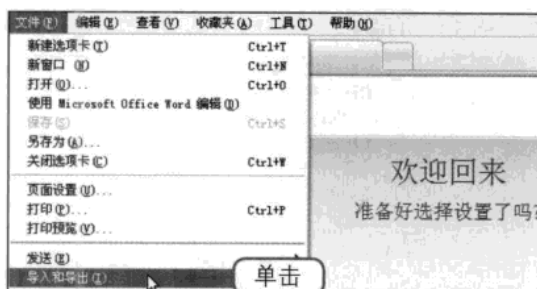 文件(F) 编辑(E) 查看(V) 收藏夹(A) 工具(T) 帮助(H)
新建选项卡(T) Ctrl+T
新窗口(N) Ctrl+N
打开(O)... Ctrl+O
使用 Microsoft Office Word 编辑(D)
保存(S) Ctrl+S
另存为(A)...
关闭选项卡(C) Ctrl+W
欢迎回来
页面设置(U)...
准备好选择设置了吗?
打印(P)... Ctrl+P
打印预览(V)...
发送(E)
导入和导出(I)...
单击